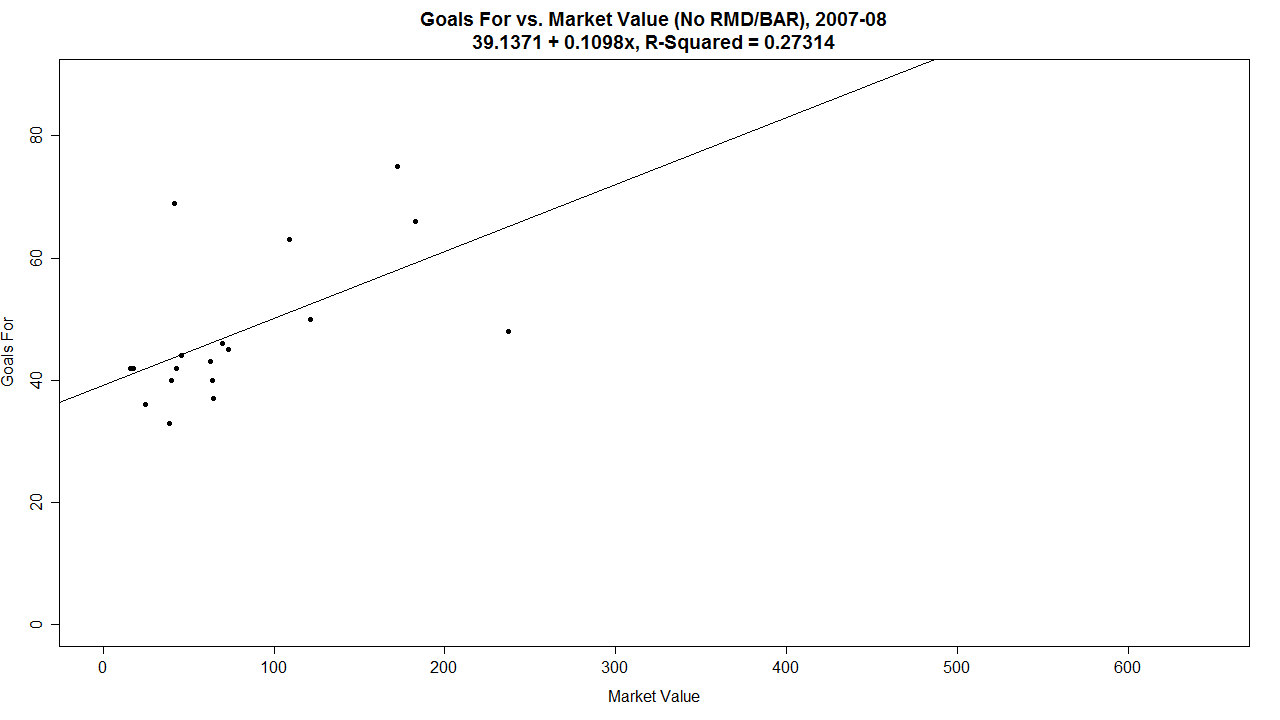 Goals For vs. Market Value (No RMD/BAR), 2007-08
39.1371 + 0.1098x, R-Squared = 0.27314
Goals For
80
60
40
20
0
0 100 200 300 400 500 600
Market Value